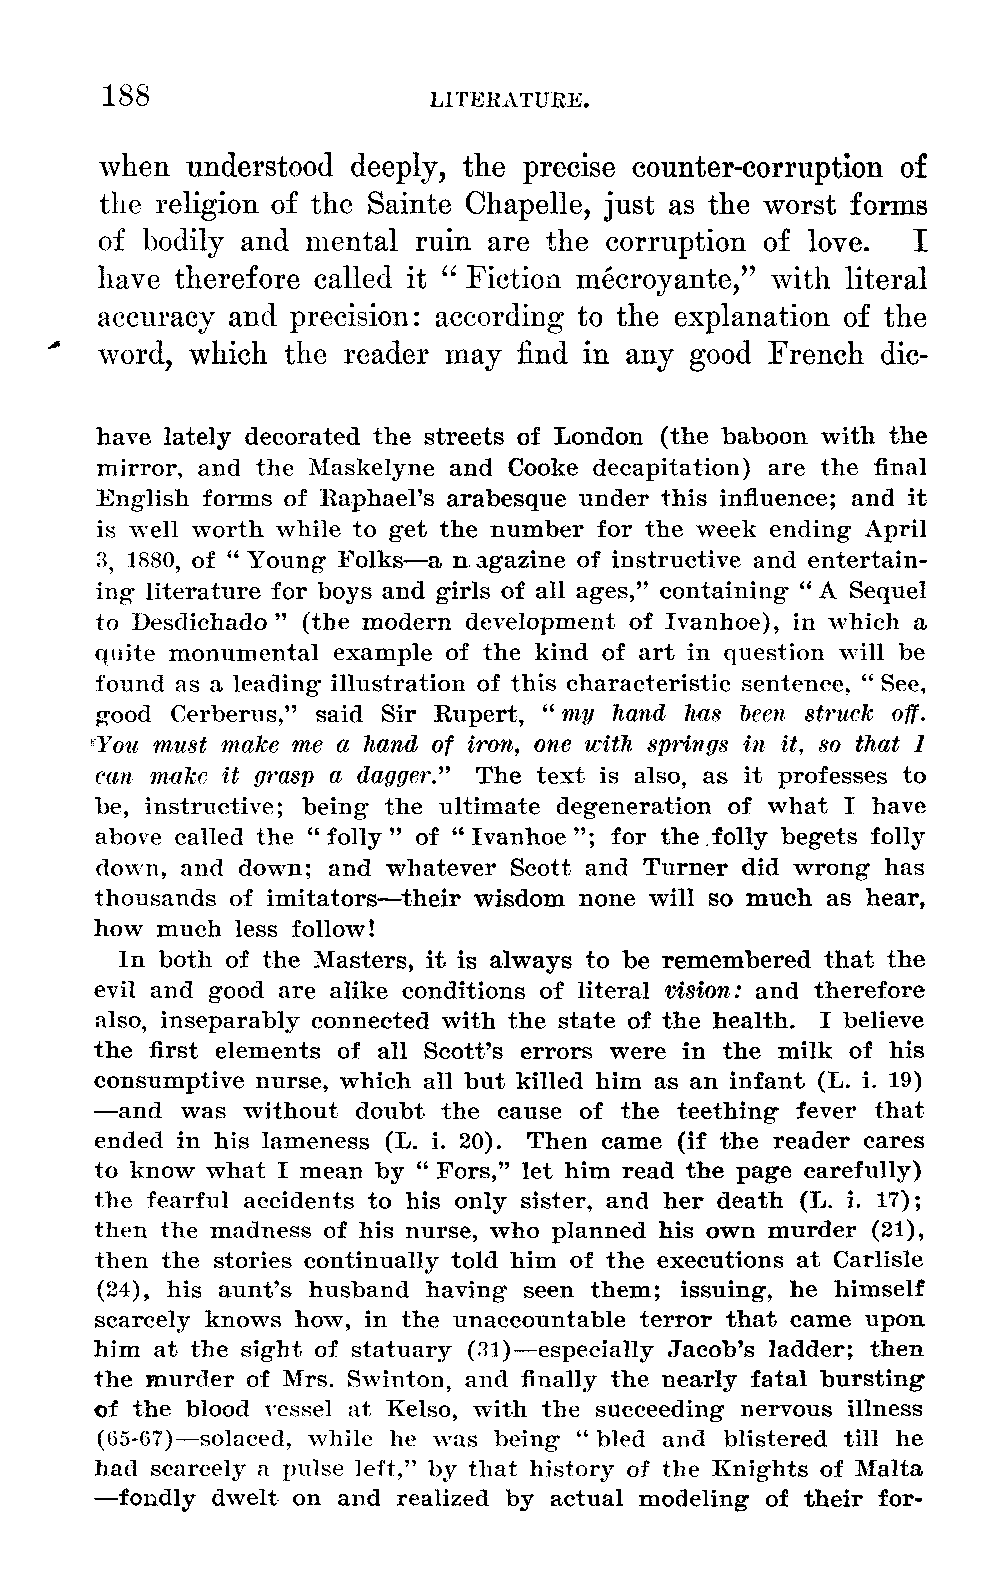 188 LITERATURE.
when understood deeply, the precise counter-corruption of
the religion of the Sainte Chapelle, just as the worst forms
of bodily and mental ruin are the corruption of love. I
have therefore called it “ Fiction mécroyante,” with literal
accuracy and precision: according to the explanation of the
word, which the reader may find in any good French dic-
have lately decorated the streets of London (the baboon with the
mirror, and the Maskelyne and Cooke decapitation) are the final
English forms of Raphael’s arabesque under this influence; and it
is well worth while to get the number for the week ending April
3, 1880, of “ Young Folks—a magazine of instructive and entertain-
ing literature for boys and girls of all ages,” containing “ A Sequel
to Desdichado ” (the modern development of Ivanhoe), in which a
quite monumental example of the kind of art in question will be
found as a leading illustration of this characteristic sentence, “ See,
good Cerberus,” said Sir Rupert, “ my hand has been struck off.
You must make me a hand of iron, one with springs in it, so that I
can make it grasp a dagger.” The text is also, as it professes to
be, instructive; being the ultimate degeneration of what I have
above called the “ folly ” of “ Ivanhoe ”; for the folly begets folly
down, and down; and whatever Scott and Turner did wrong has
thousands of imitators—their wisdom none will so much as hear,
how much less follow!
In both of the Masters, it is always to be remembered that the
evil and good are alike conditions of literal vision: and therefore
also, inseparably connected with the state of the health. I believe
the first elements of all Scott’s errors were in the milk of his
consumptive nurse, which all but killed him as an infant (L. i. 19)
—and was without doubt the cause of the teething fever that
ended in his lameness (L. i. 20). Then came (if the reader cares
to know what I mean by “ Fors,” let him read the page carefully)
the fearful accidents to his only sister, and her death (L. i. 17);
then the madness of his nurse, who planned his own murder (21),
then the stories continually told him of the executions at Carlisle
(24), his aunt’s husband having seen them; issuing, he himself
scarcely knows how, in the unaccountable terror that came upon
him at the sight of statuary (31)—especially Jacob’s ladder; then
the murder of Mrs. Swinton, and finally the nearly fatal bursting
of the blood vessel at Kelso, with the succeeding nervous illness
(65-67)—solaced, while he was being “ bled and blistered till he
had scarcely a pulse left,” by that history of the Knights of Malta
—fondly dwelt on and realized by actual modeling of their for-